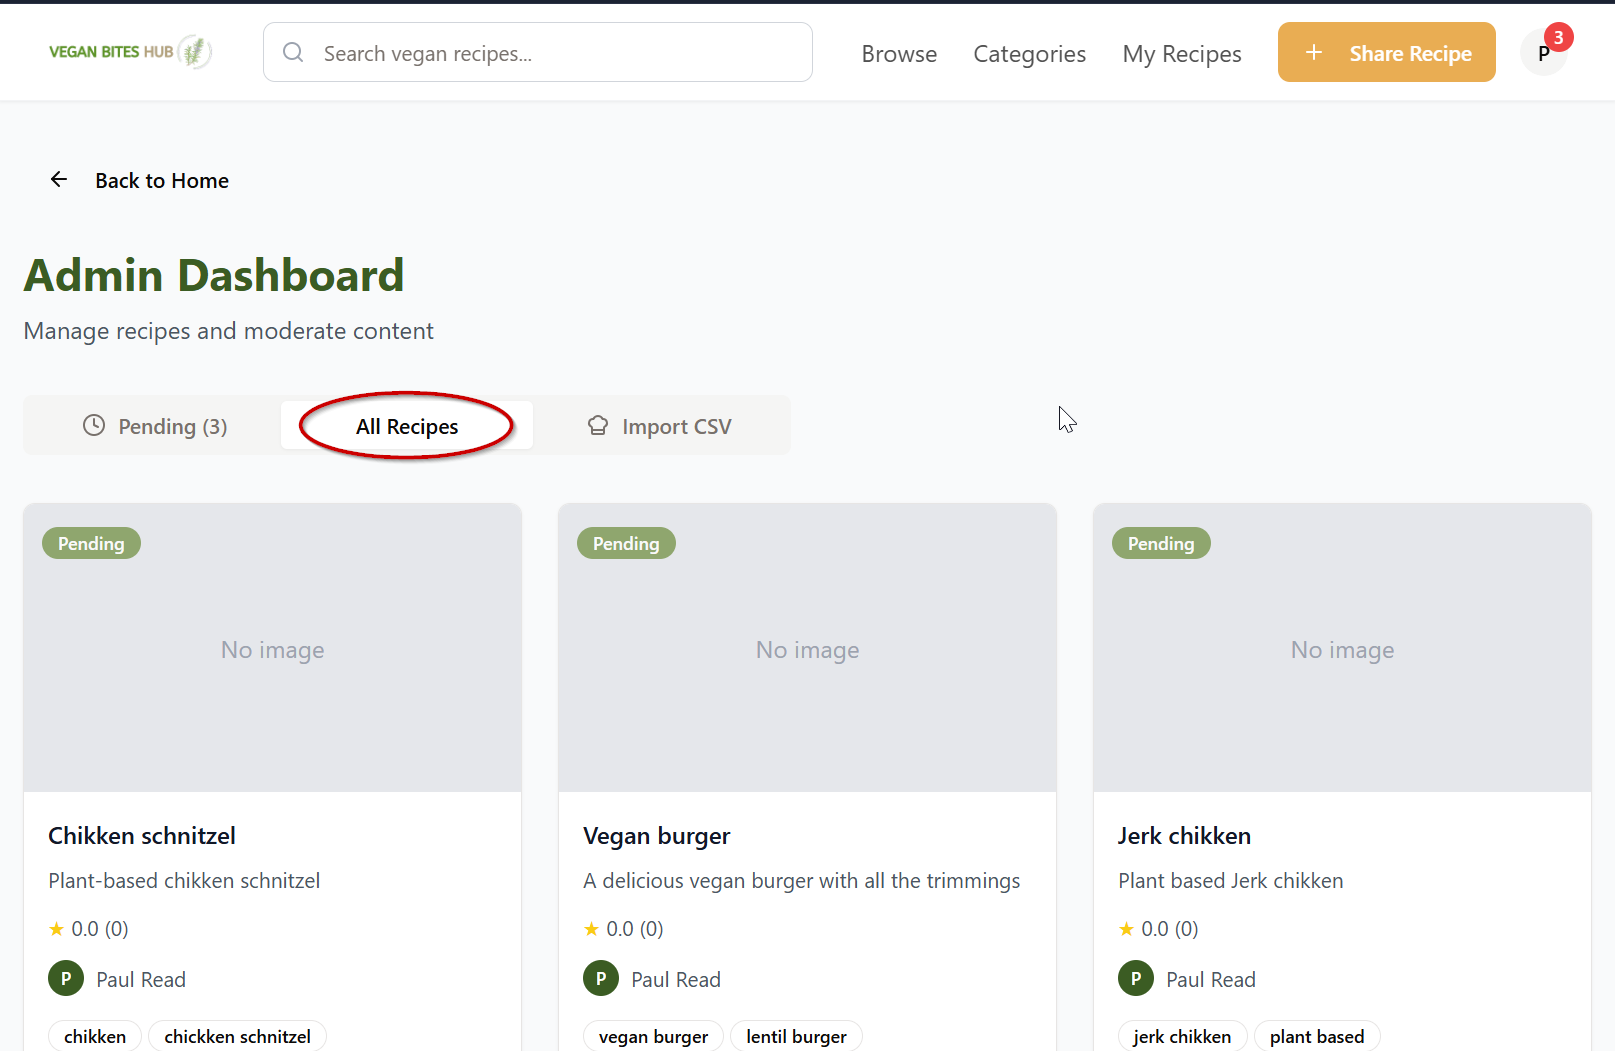 VEGAN BITES HUB
Search vegan recipes...
Browse
Categories
My Recipes
+ Share Recipe
P
3
← Back to Home
Admin Dashboard
Manage recipes and moderate content
Pending (3)
All Recipes
Import CSV
Pending
No image
Chikken schnitzel
Plant-based chikken schnitzel
★ 0.0 (0)
P Paul Read
chikken
chickken schnitzel
Pending
No image
Vegan burger
A delicious vegan burger with all the trimmings
★ 0.0 (0)
P Paul Read
vegan burger
lentil burger
Pending
No image
Jerk chikken
Plant based Jerk chikken
★ 0.0 (0)
P Paul Read
jerk chikken
plant based